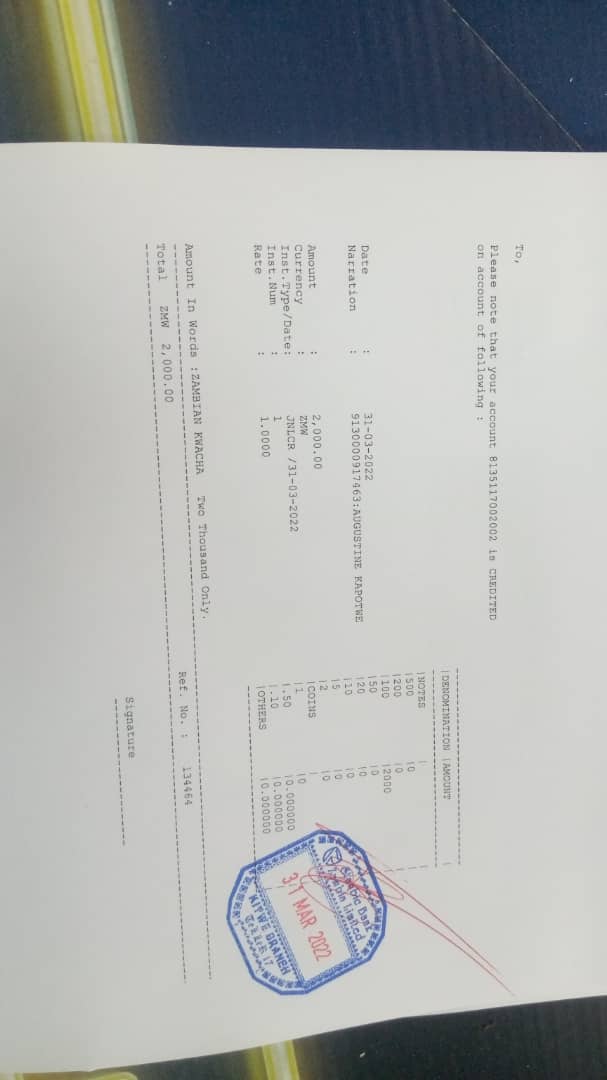 To,
Please note that your account 8135117002002 is CREDITED
on account of following :
Date : 31-03-2022
Narration : 9130000917463:AUGUSTINE KAPOTWE
Amount : 2,000.00
Currency : ZMW
Inst.Type/Date: JNLCR /31-03-2022
Inst.Num : 1
Rate : 1.0000
|DENOMINATION |AMOUNT |
|NOTES |
|500 |0
|200 |0
|100 |2000
|50 |0
|20 |0
|10 |0
|5 |0
|2 |0
|COINS |
|1 |0
|.50 |0.000000
|.10 |0.000000
|OTHERS |0.000000
Amount In Words :ZAMBIAN KWACHA Two Thousand Only.
Total ZMW 2,000.00
Ref. No. : 134464
Signature
Bank
31 MAR 2022
KITWE BRANCH